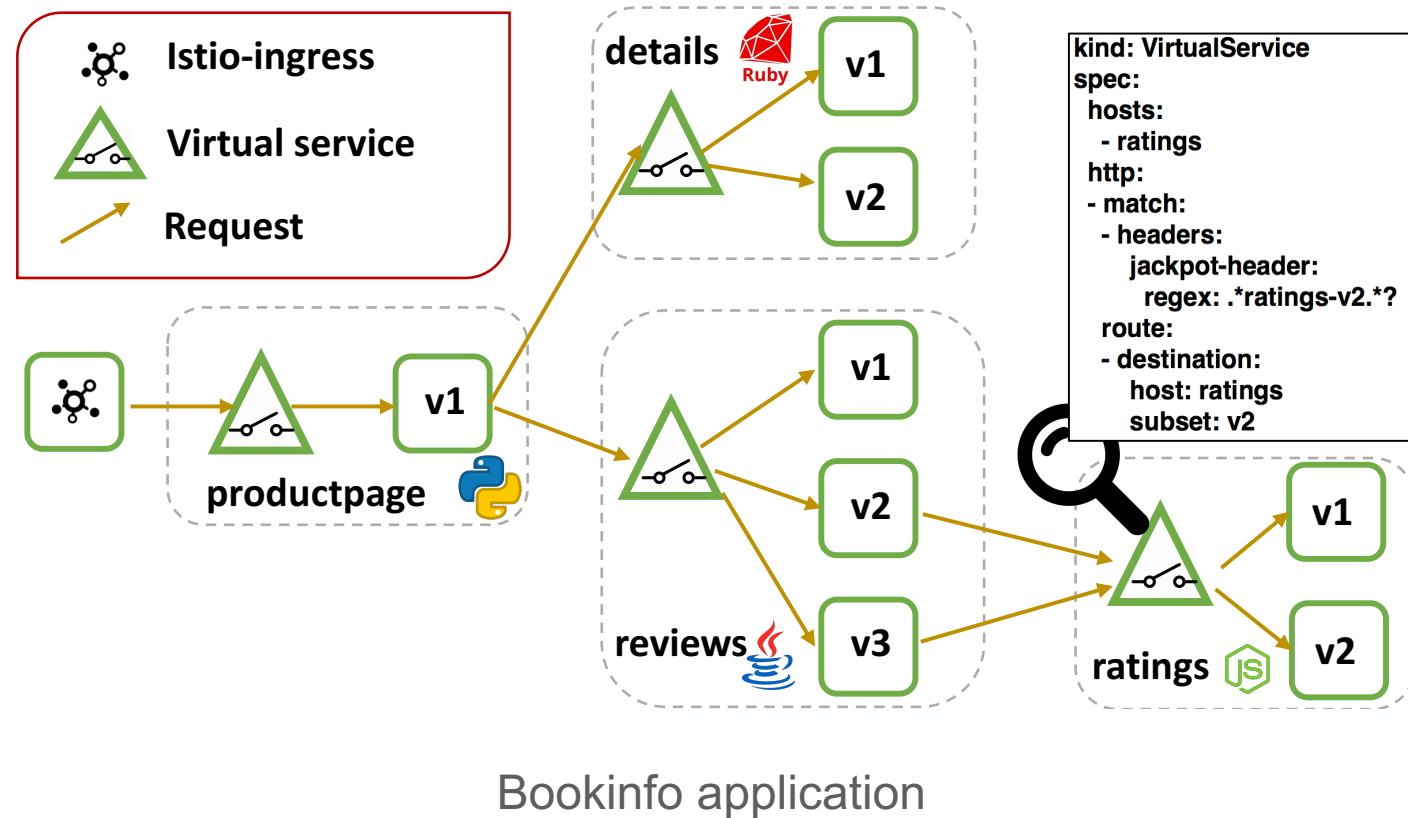 Istio-ingress
Virtual service
Request
details
Ruby
v1
v2
kind: VirtualService
spec:
hosts:
- ratings
http:
- match:
- headers:
jackpot-header:
regex: .*ratings-v2.*?
route:
- destination:
host: ratings
subset: v2
v1
productpage
v1
v2
v3
reviews
v1
v2
ratings
JS
Bookinfo application